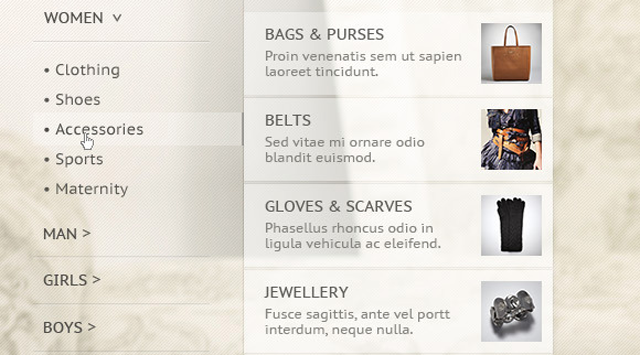 WOMEN
• Clothing
• Shoes
• Accessories
• Sports
• Maternity
MAN >
GIRLS >
BOYS >
BAGS & PURSES
Proin venenatis sem ut sapien
laoreet tincidunt.
BELTS
Sed vitae mi ornare odio
blandit euismod.
GLOVES & SCARVES
Phasellus rhoncus odio in
ligula vehicula ac eleifend.
JEWELLERY
Fusce sagittis, ante vel portt
interdum, neque nulla.